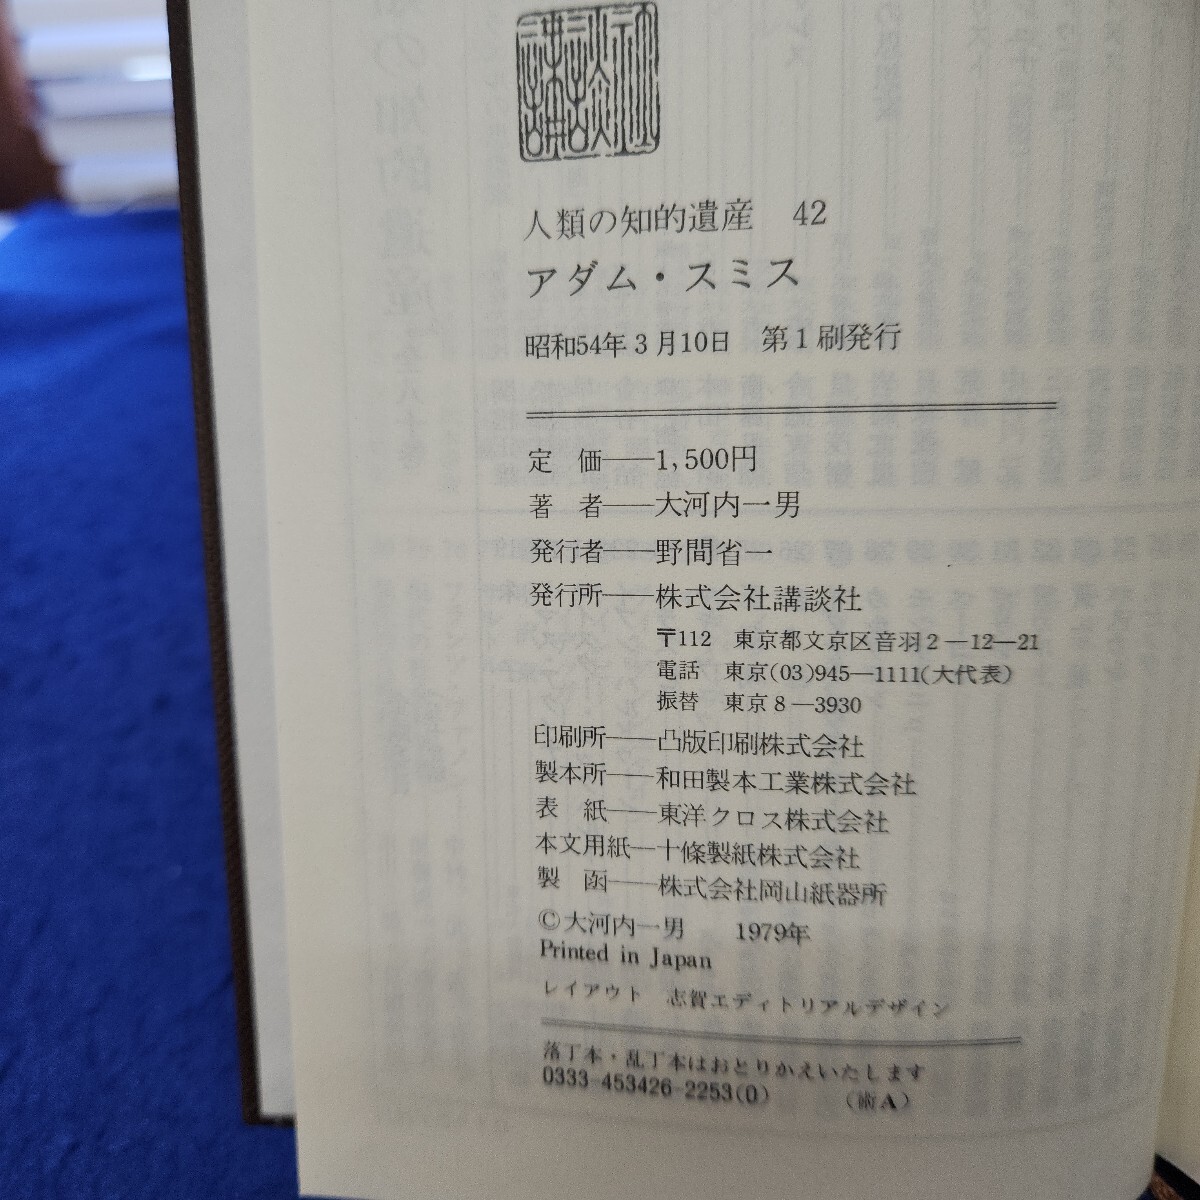 講談社
人類の知的遺産 42
アダム・スミス
昭和54年3月10日 第1刷発行
定 価——1,500円
著 者——大河内一男
発行者——野間省一
発行所——株式会社講談社
〒112 東京都文京区音羽2—12—21
電話 東京(03)945—1111(大代表)
振替 東京8—3930
印刷所——凸版印刷株式会社
製本所——和田製本工業株式会社
表 紙——東洋クロス株式会社
本文用紙—十條製紙株式会社
製 函——株式会社岡山紙器所
©大河内一男 1979年
Printed in Japan
レイアウト 志賀エディトリアルデザイン
落丁本・乱丁本はおとりかえいたします
0333-453426-2253(0) (術A)